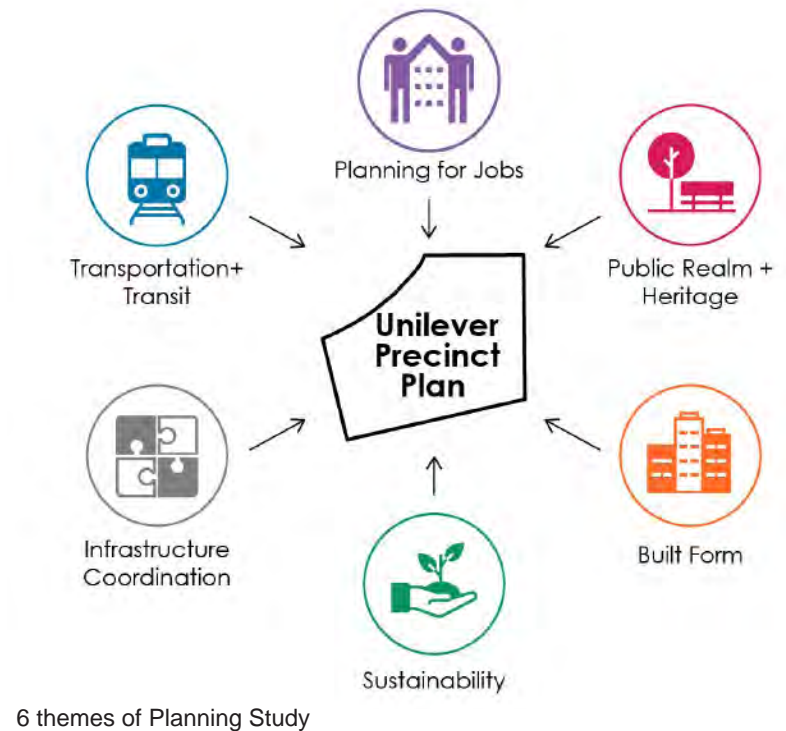 Planning for Jobs
Transportation+
Transit
Public Realm +
Heritage
Unilever
Precinct
Plan
Infrastructure
Coordination
Built Form
Sustainability
6 themes of Planning Study